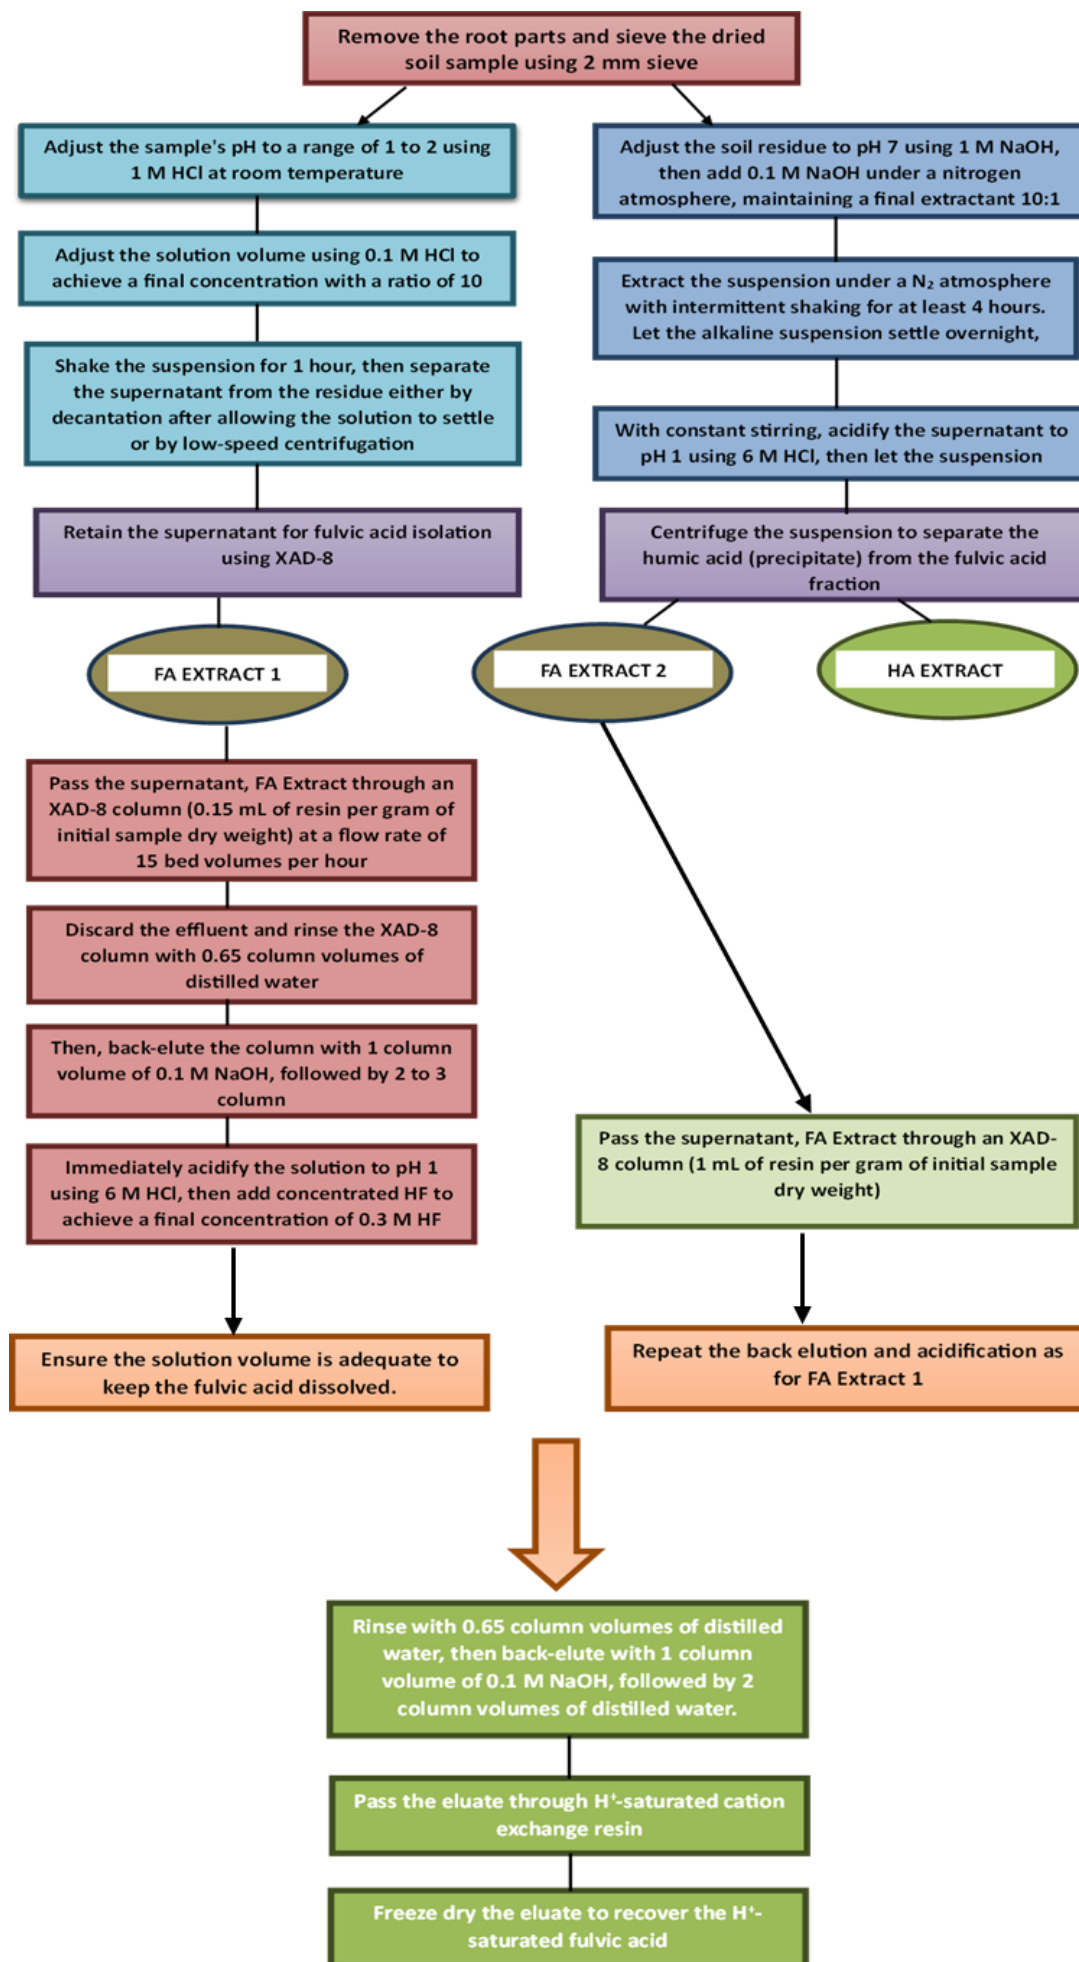 Remove the root parts and sieve the dried
soil sample using 2 mm sieve
Adjust the sample's pH to a range of 1 to 2 using
1 M HCl at room temperature
Adjust the solution volume using 0.1 M HCl to
achieve a final concentration with a ratio of 10
Shake the suspension for 1 hour, then separate
the supernatant from the residue either by
decantation after allowing the solution to settle
or by low-speed centrifugation
Retain the supernatant for fulvic acid isolation
using XAD-8
FA EXTRACT 1
Pass the supernatant, FA Extract through an
XAD-8 column (0.15 mL of resin per gram of
initial sample dry weight) at a flow rate of
15 bed volumes per hour
Discard the effluent and rinse the XAD-8
column with 0.65 column volumes of
distilled water
Then, back-elute the column with 1 column
volume of 0.1 M NaOH, followed by 2 to 3
column
Immediately acidify the solution to pH 1
using 6 M HCl, then add concentrated HF to
achieve a final concentration of 0.3 M HF
Ensure the solution volume is adequate to
keep the fulvic acid dissolved.
Adjust the soil residue to pH 7 using 1 M NaOH,
then add 0.1 M NaOH under a nitrogen
atmosphere, maintaining a final extractant 10:1
Extract the suspension under a N₂ atmosphere
with intermittent shaking for at least 4 hours.
Let the alkaline suspension settle overnight,
With constant stirring, acidify the supernatant to
pH 1 using 6 M HCl, then let the suspension
Centrifuge the suspension to separate the
humic acid (precipitate) from the fulvic acid
fraction
FA EXTRACT 2
HA EXTRACT
Pass the supernatant, FA Extract through an XAD-
8 column (1 mL of resin per gram of initial sample
dry weight)
Repeat the back elution and acidification as
for FA Extract 1
Rinse with 0.65 column volumes of distilled
water, then back-elute with 1 column
volume of 0.1 M NaOH, followed by 2
column volumes of distilled water.
Pass the eluate through H⁺-saturated cation
exchange resin
Freeze dry the eluate to recover the H⁺-
saturated fulvic acid